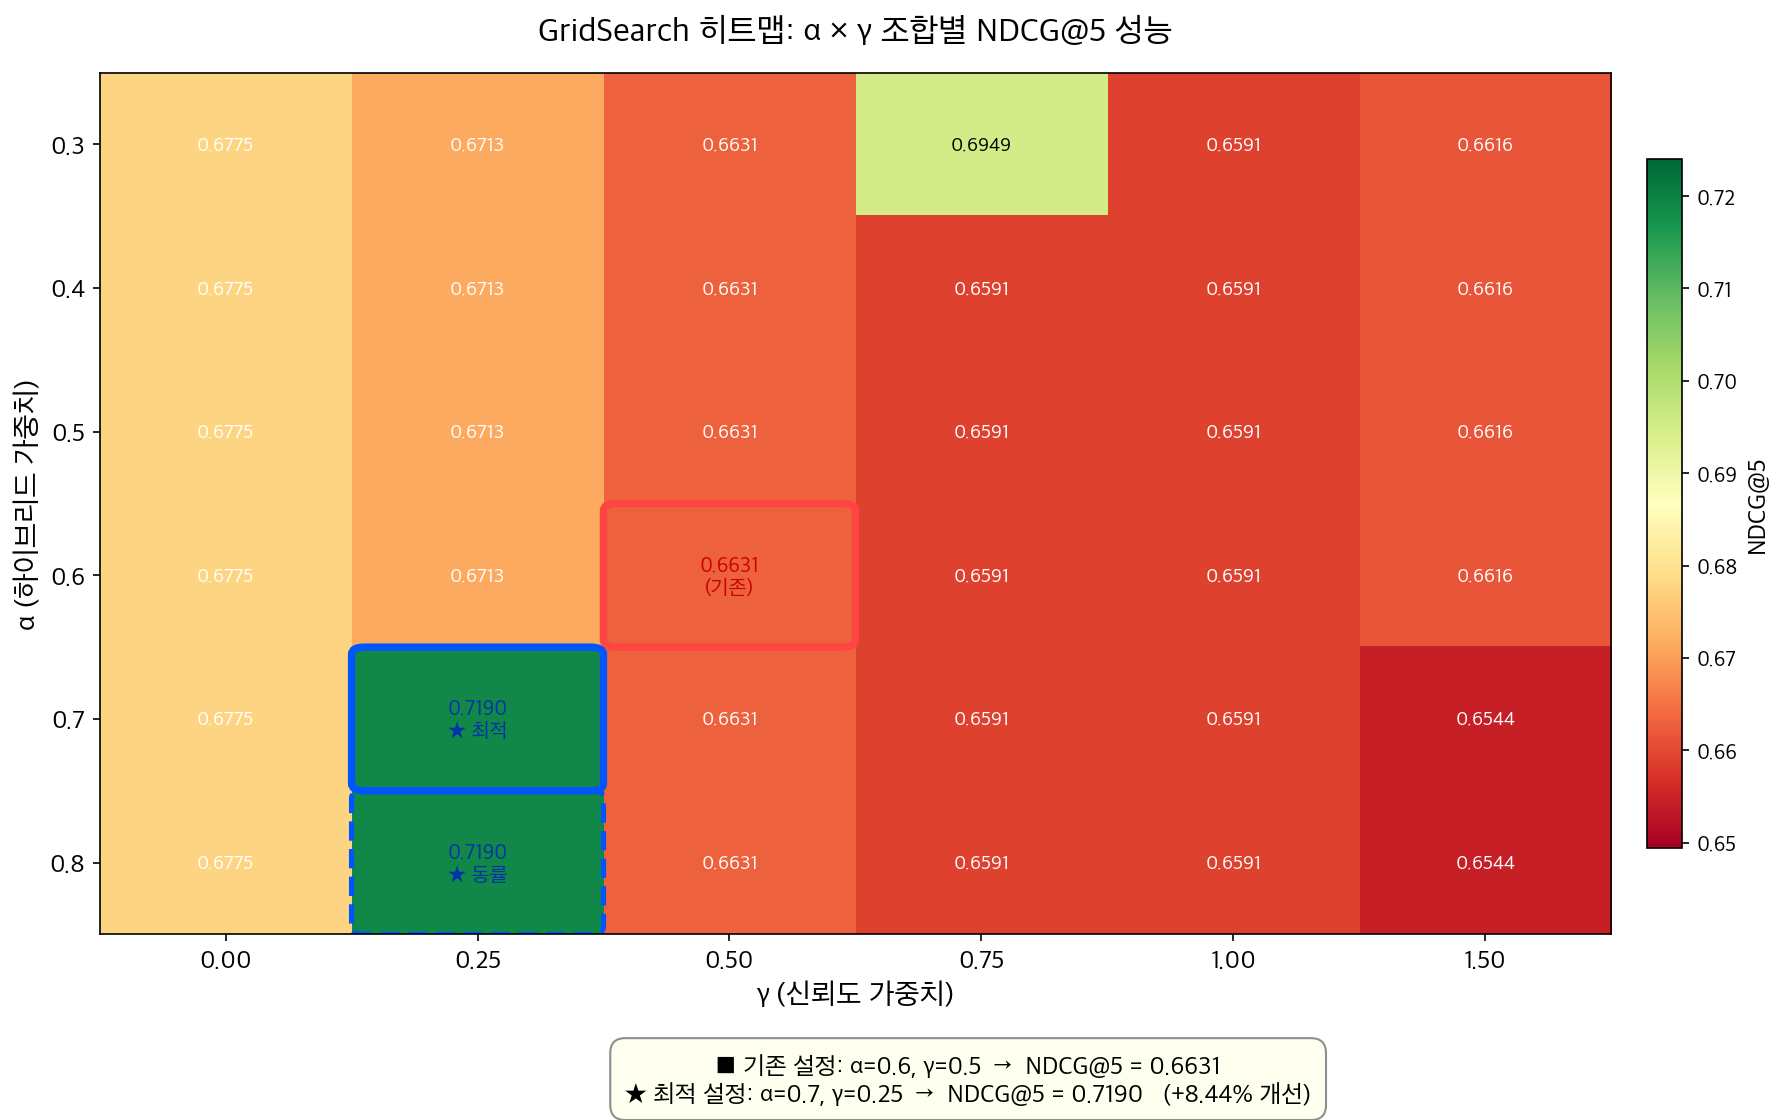 GridSearch 히트맵: α × γ 조합별 NDCG@5 성능
α (하이브리드 가중치)
0.3 0.6775 0.6713 0.6631 0.6949 0.6591 0.6616
0.4 0.6775 0.6713 0.6631 0.6591 0.6591 0.6616
0.5 0.6775 0.6713 0.6631 0.6591 0.6591 0.6616
0.6 0.6775 0.6713 0.6631 0.6591 0.6591 0.6616
(기존)
0.7 0.6775 0.7190 0.6631 0.6591 0.6591 0.6544
★ 최적
0.8 0.6775 0.7190 0.6631 0.6591 0.6591 0.6544
★ 동률
0.00 0.25 0.50 0.75 1.00 1.50
γ (신뢰도 가중치)
0.72
0.71
0.70
0.69
0.68
0.67
0.66
0.65
NDCG@5
■ 기존 설정: α=0.6, γ=0.5 → NDCG@5 = 0.6631
★ 최적 설정: α=0.7, γ=0.25 → NDCG@5 = 0.7190 (+8.44% 개선)